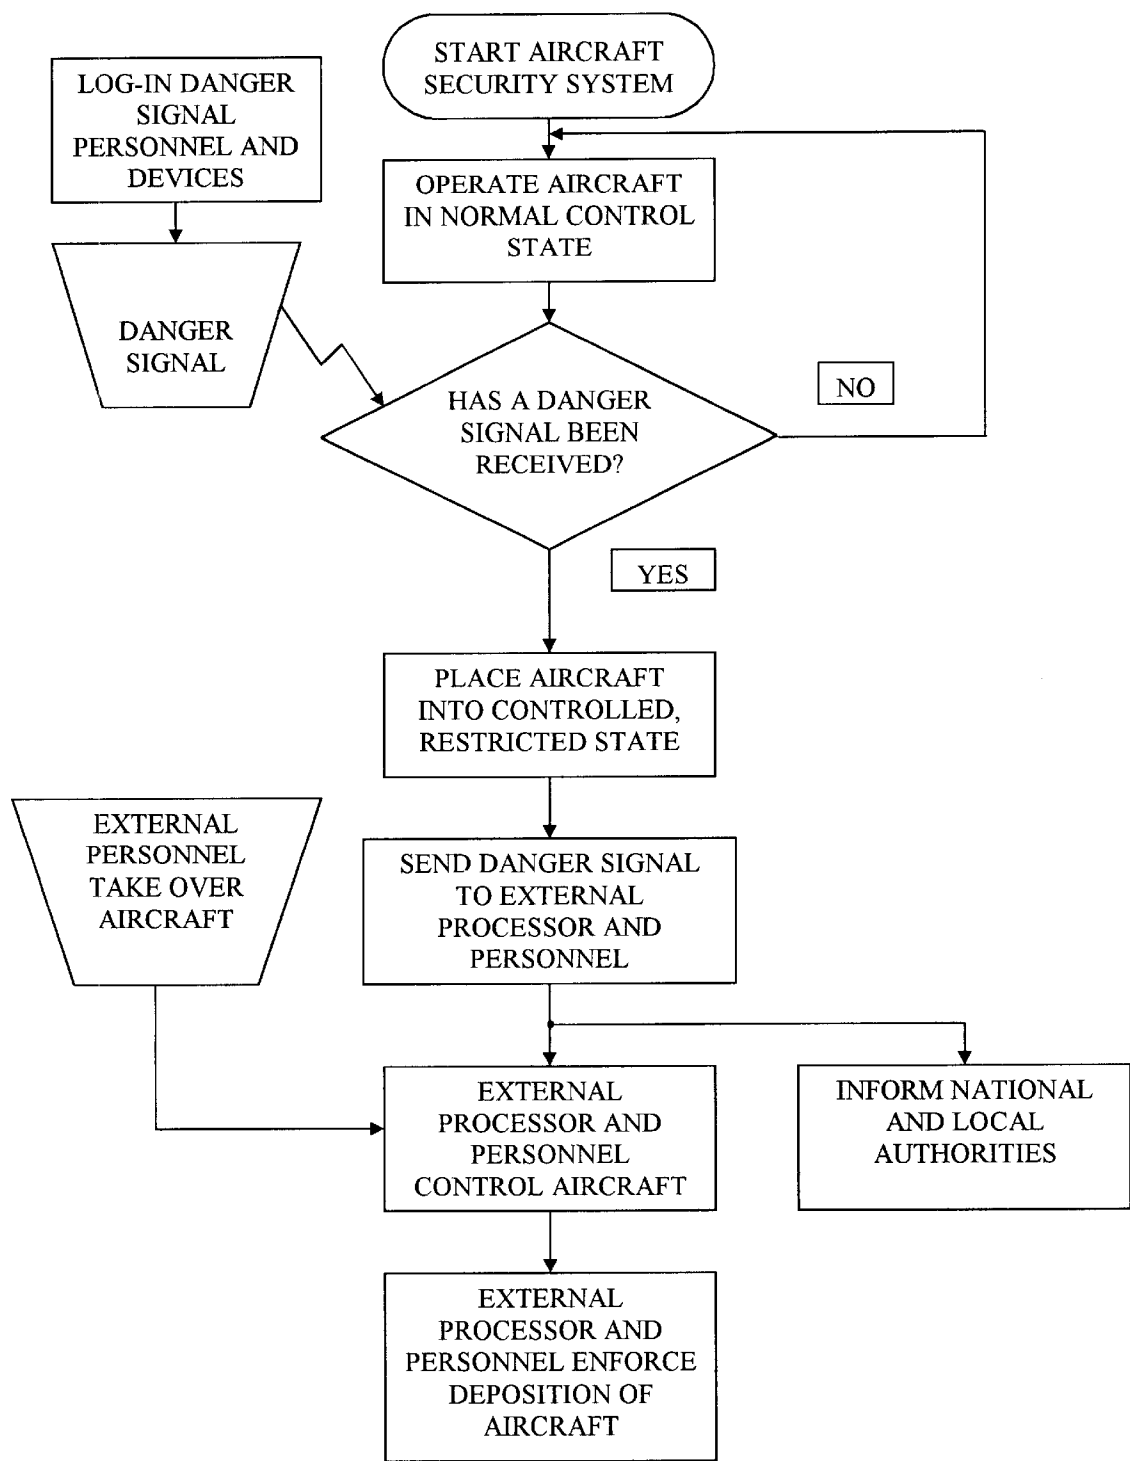 START AIRCRAFT
SECURITY SYSTEM
LOG-IN DANGER
SIGNAL
PERSONNEL AND
DEVICES
OPERATE AIRCRAFT
IN NORMAL CONTROL
STATE
DANGER
SIGNAL
HAS A DANGER
SIGNAL BEEN
RECEIVED?
NO
YES
PLACE AIRCRAFT
INTO CONTROLLED,
RESTRICTED STATE
EXTERNAL
PERSONNEL
TAKE OVER
AIRCRAFT
SEND DANGER SIGNAL
TO EXTERNAL
PROCESSOR AND
PERSONNEL
EXTERNAL
PROCESSOR AND
PERSONNEL
CONTROL AIRCRAFT
INFORM NATIONAL
AND LOCAL
AUTHORITIES
EXTERNAL
PROCESSOR AND
PERSONNEL ENFORCE
DEPOSITION OF
AIRCRAFT